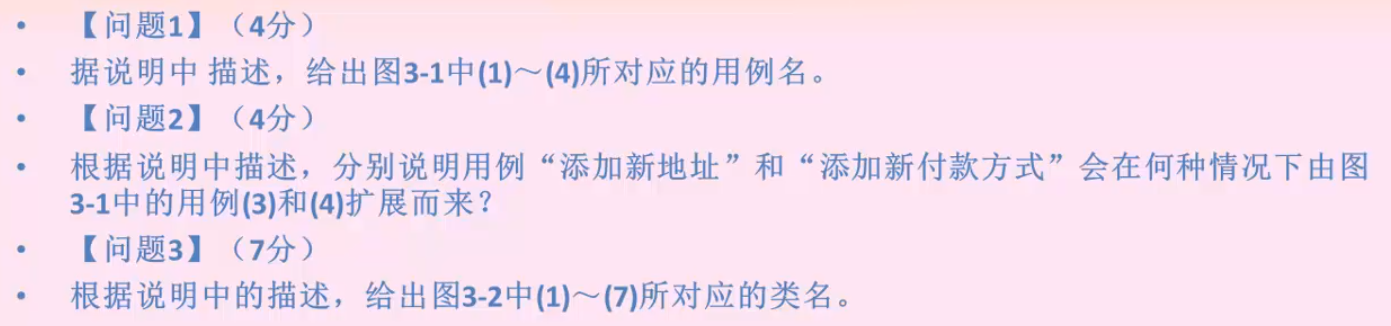 • 【问题1】（4分）
• 据说明中 描述，给出图3-1中(1)～(4)所对应的用例名。
• 【问题2】（4分）
• 根据说明中描述，分别说明用例“添加新地址”和“添加新付款方式”会在何种情况下由图
3-1中的用例(3)和(4)扩展而来？
• 【问题3】（7分）
• 根据说明中的描述，给出图3-2中(1)～(7)所对应的类名。